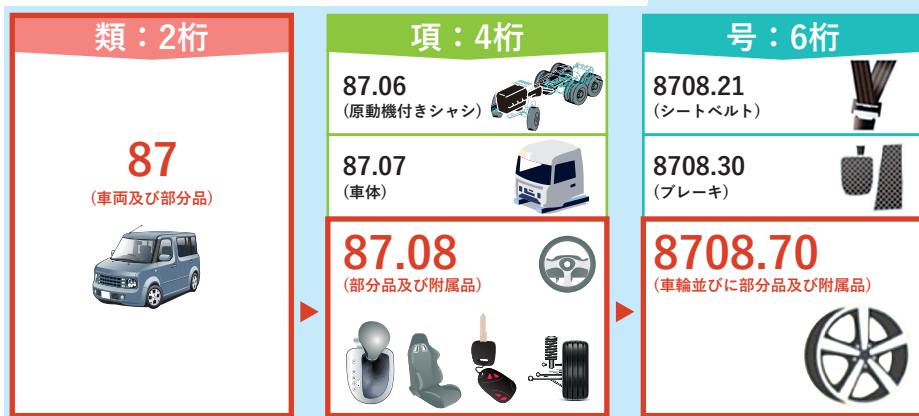 類：2桁
87
(車両及び部分品)
項：4桁
87.06
(原動機付きシャシ)
87.07
(車体)
87.08
(部分品及び附属品)
号：6桁
8708.21
(シートベルト)
8708.30
(ブレーキ)
8708.70
(車輪並びに部分品及び附属品)